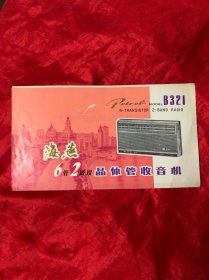 Petrel MODEL B321
6-TRANSISTOR 2-BAND RADIO
海燕
6管2波段 晶体管收音机